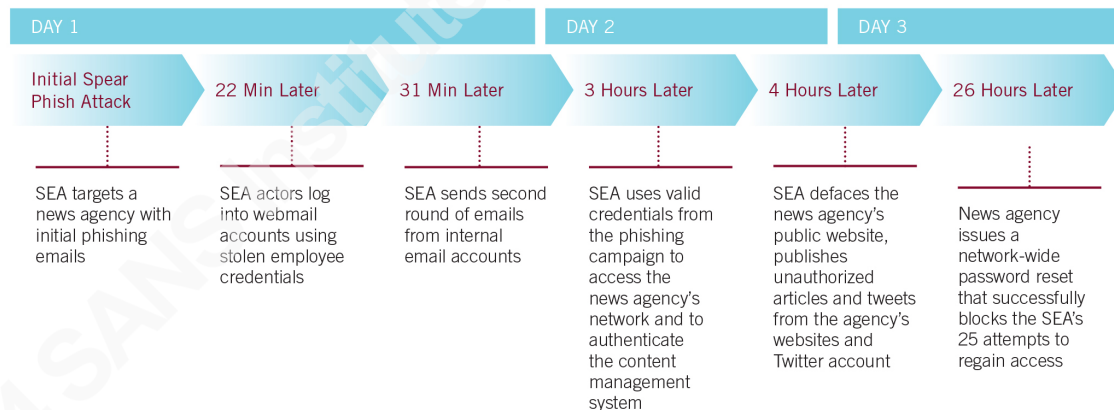 DAY 1
DAY 2
DAY 3
Initial Spear
Phish Attack
22 Min Later
31 Min Later
3 Hours Later
4 Hours Later
26 Hours Later
SEA targets a
news agency with
initial phishing
emails
SEA actors log
into webmail
accounts using
stolen employee
credentials
SEA sends second
round of emails
from internal
email accounts
SEA uses valid
credentials from
the phishing
campaign to
access the
news agency's
network and to
authenticate
the content
management
system
SEA defaces the
news agency's
public website,
publishes
unauthorized
articles and tweets
from the agency's
websites and
Twitter account
News agency
issues a
network-wide
password reset
that successfully
blocks the SEA's
25 attempts to
regain access
4 SANS Institute